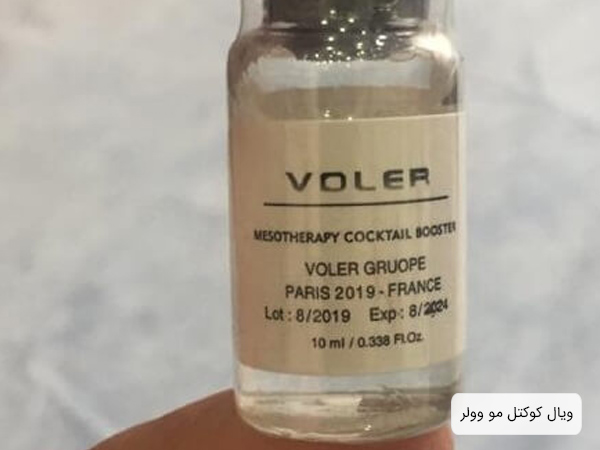 VOLER
MESOTHERAPY COCKTAIL BOOSTER
VOLER GRUOPE
PARIS 2019 - FRANCE
Lot : 8/2019 Exp : 8/2024
10 ml / 0.338 Fl.Oz.
ویال کوکتل مو وولر